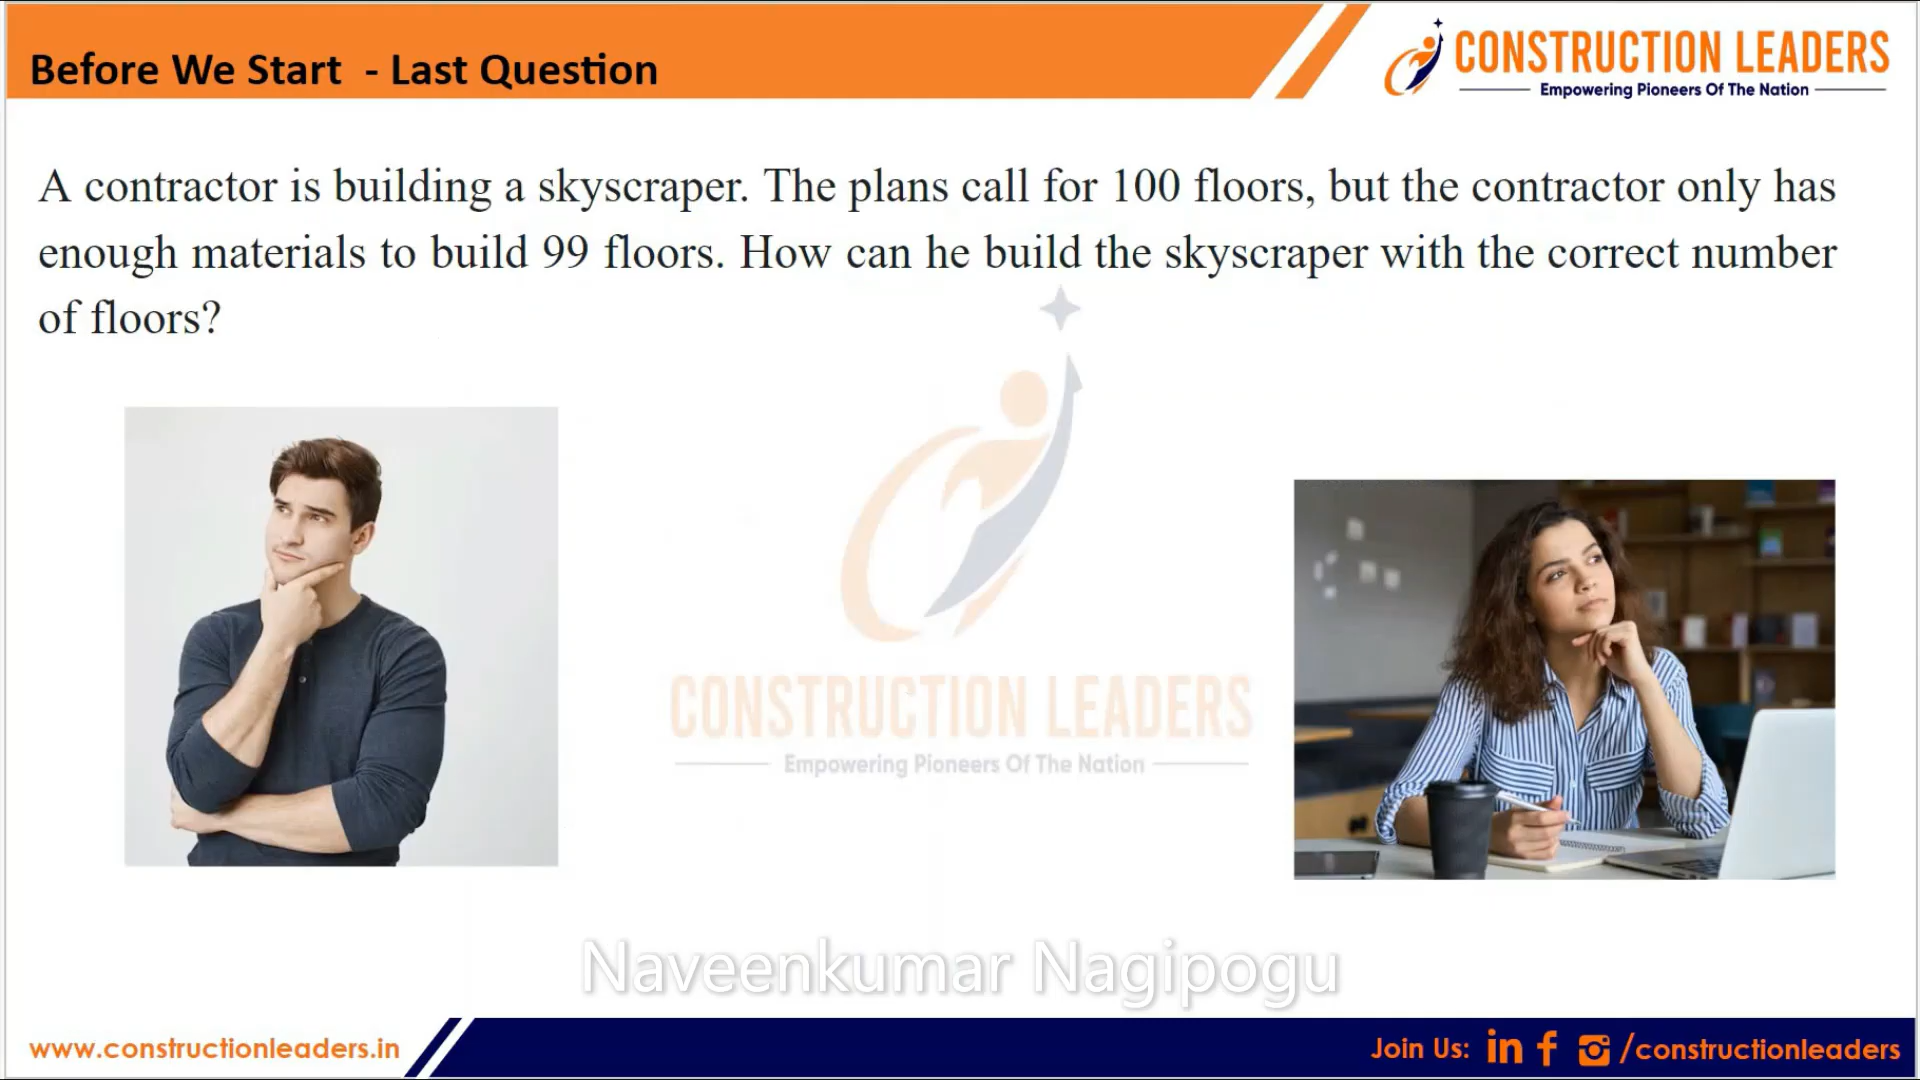 Before We Start - Last Question
CONSTRUCTION LEADERS
Empowering Pioneers Of The Nation
A contractor is building a skyscraper. The plans call for 100 floors, but the contractor only has
enough materials to build 99 floors. How can he build the skyscraper with the correct number
of floors?
CONSTRUCTION LEADERS
Empowering Pioneers Of The Nation
Naveenkumar Nagipogu
www.constructionleaders.in
Join Us: in f /constructionleaders